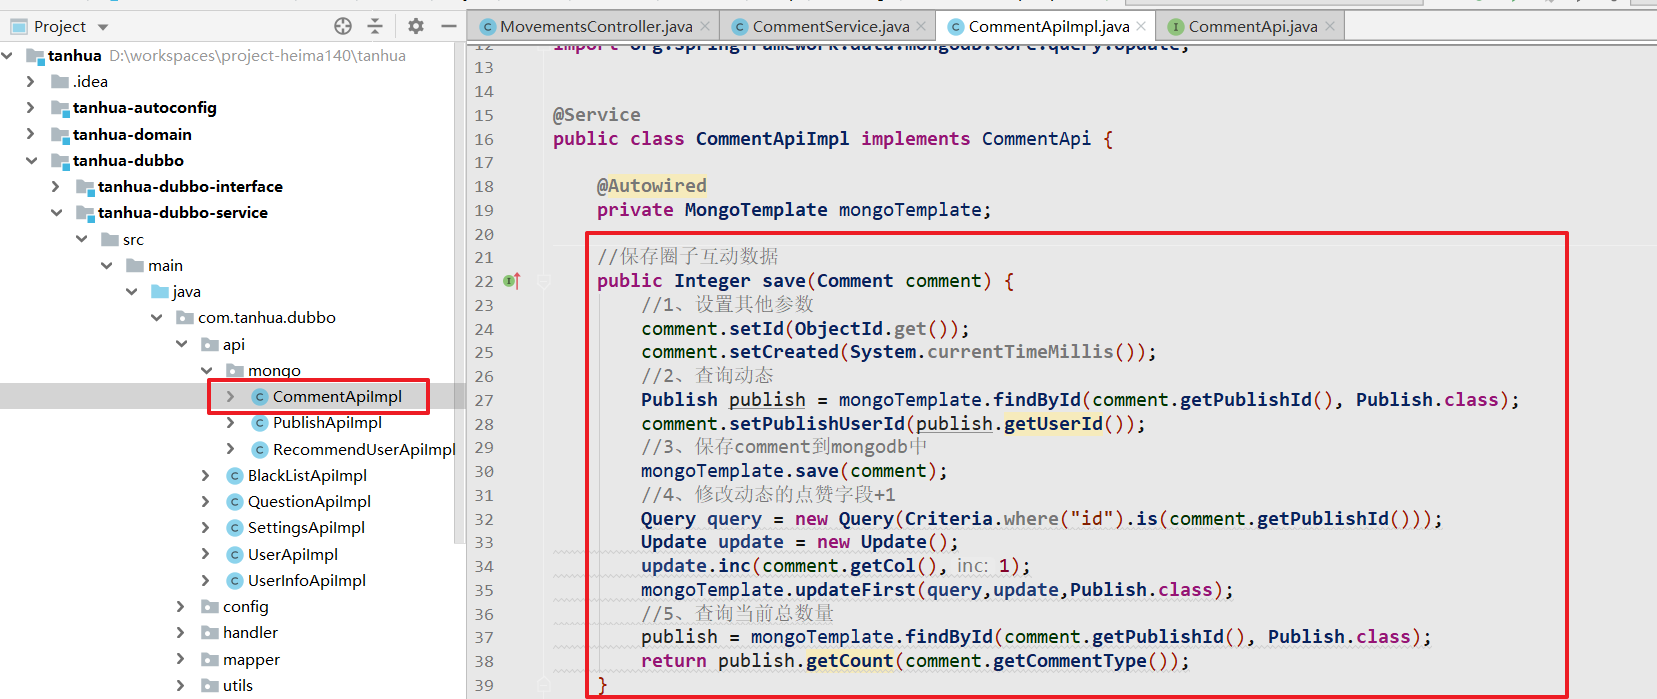 Project
MovementsController.java
CommentService.java
CommentApiImpl.java
CommentApi.java
tanhua D:\workspaces\project-heima140\tanhua
.idea
tanhua-autoconfig
tanhua-domain
tanhua-dubbo
tanhua-dubbo-interface
tanhua-dubbo-service
src
main
java
com.tanhua.dubbo
api
mongo
CommentApiImpl
PublishApiImpl
RecommendUserApiImpl
BlackListApiImpl
QuestionApiImpl
SettingsApiImpl
UserApiImpl
UserInfoApiImpl
config
handler
mapper
utils
12 import org.springframework.data.mongodb.core.query.Update;
13
14
15 @Service
16 public class CommentApiImpl implements CommentApi {
17
18 @Autowired
19 private MongoTemplate mongoTemplate;
20
21 //保存圈子互动数据
22 public Integer save(Comment comment) {
23 //1、设置其他参数
24 comment.setId(ObjectId.get());
25 comment.setCreated(System.currentTimeMillis());
26 //2、查询动态
27 Publish publish = mongoTemplate.findById(comment.getPublishId(), Publish.class);
28 comment.setPublishUserId(publish.getUserId());
29 //3、保存comment到mongodb中
30 mongoTemplate.save(comment);
31 //4、修改动态的点赞字段+1
32 Query query = new Query(Criteria.where("id").is(comment.getPublishId()));
33 Update update = new Update();
34 update.inc(comment.getCol(), inc: 1);
35 mongoTemplate.updateFirst(query,update,Publish.class);
36 //5、查询当前总数量
37 publish = mongoTemplate.findById(comment.getPublishId(), Publish.class);
38 return publish.getCount(comment.getCommentType());
39 }